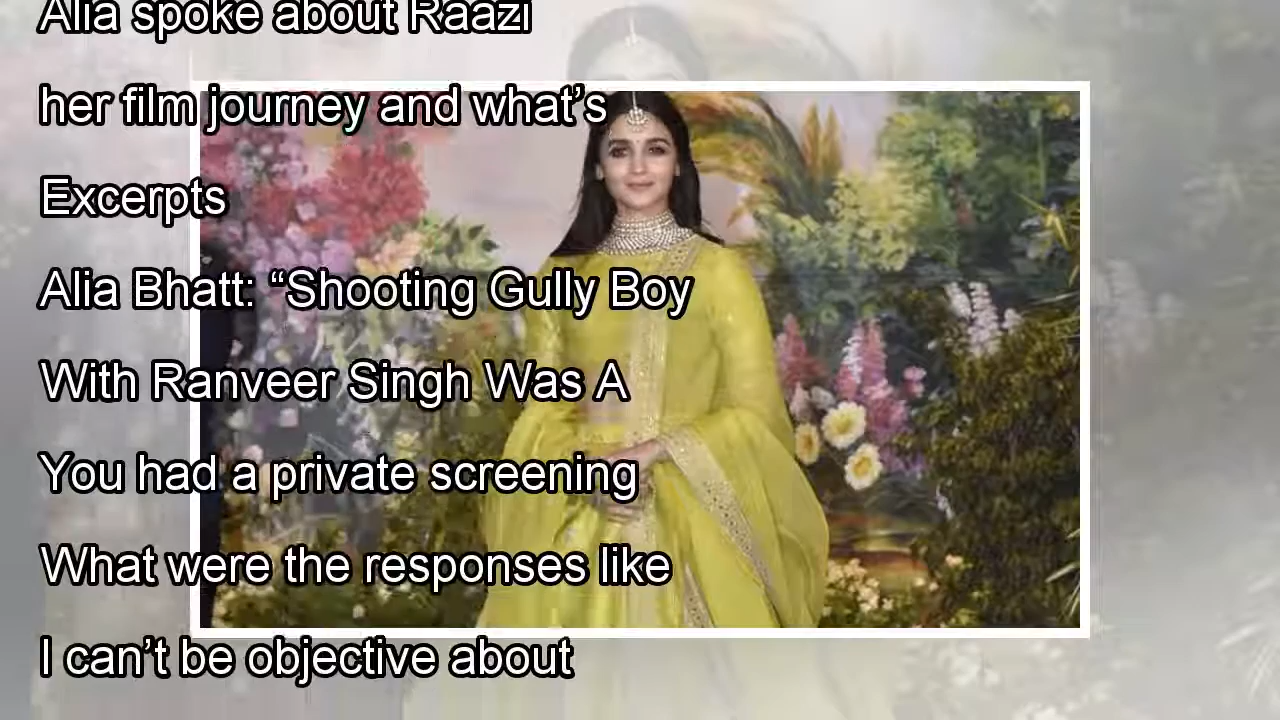 Alia spoke about Raazi
her film journey and what’s
Excerpts
Alia Bhatt: “Shooting Gully Boy
With Ranveer Singh Was A
You had a private screening
What were the responses like
I can’t be objective about